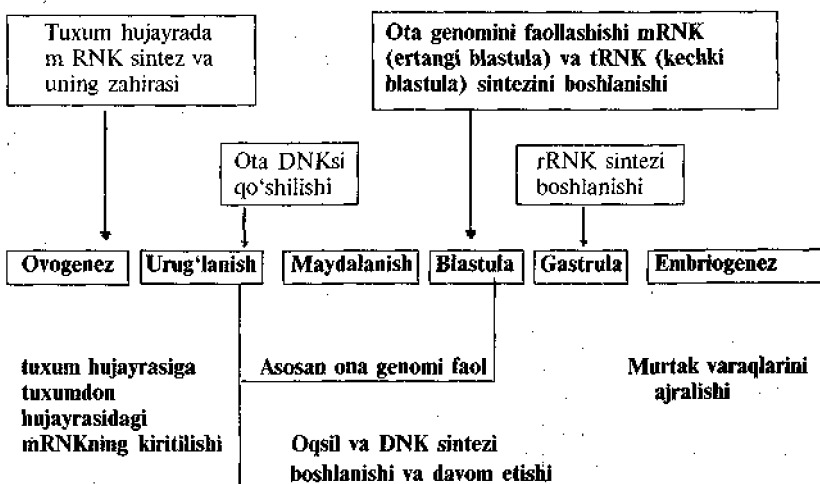 Tuxum hujayrada
m RNK sintez va
uning zahirasi
Ota genomini faollashishi mRNK
(ertangi blastula) va tRNK (kechki
blastula) sintezini boshlanishi
Ota DNKsi
qo‘shilishi
rRNK sintezi
boshlanishi
Ovogenez
Urug‘lanish
Maydalanish
Blastula
Gastrula
Embriogenez
tuxum hujayrasiga
tuxumdon
hujayrasidagi
mRNKning kiritilishi
Asosan ona genomi faol
Murtak varaqlarini
ajralishi
Oqsil va DNK sintezi
boshlanishi va davom etishi